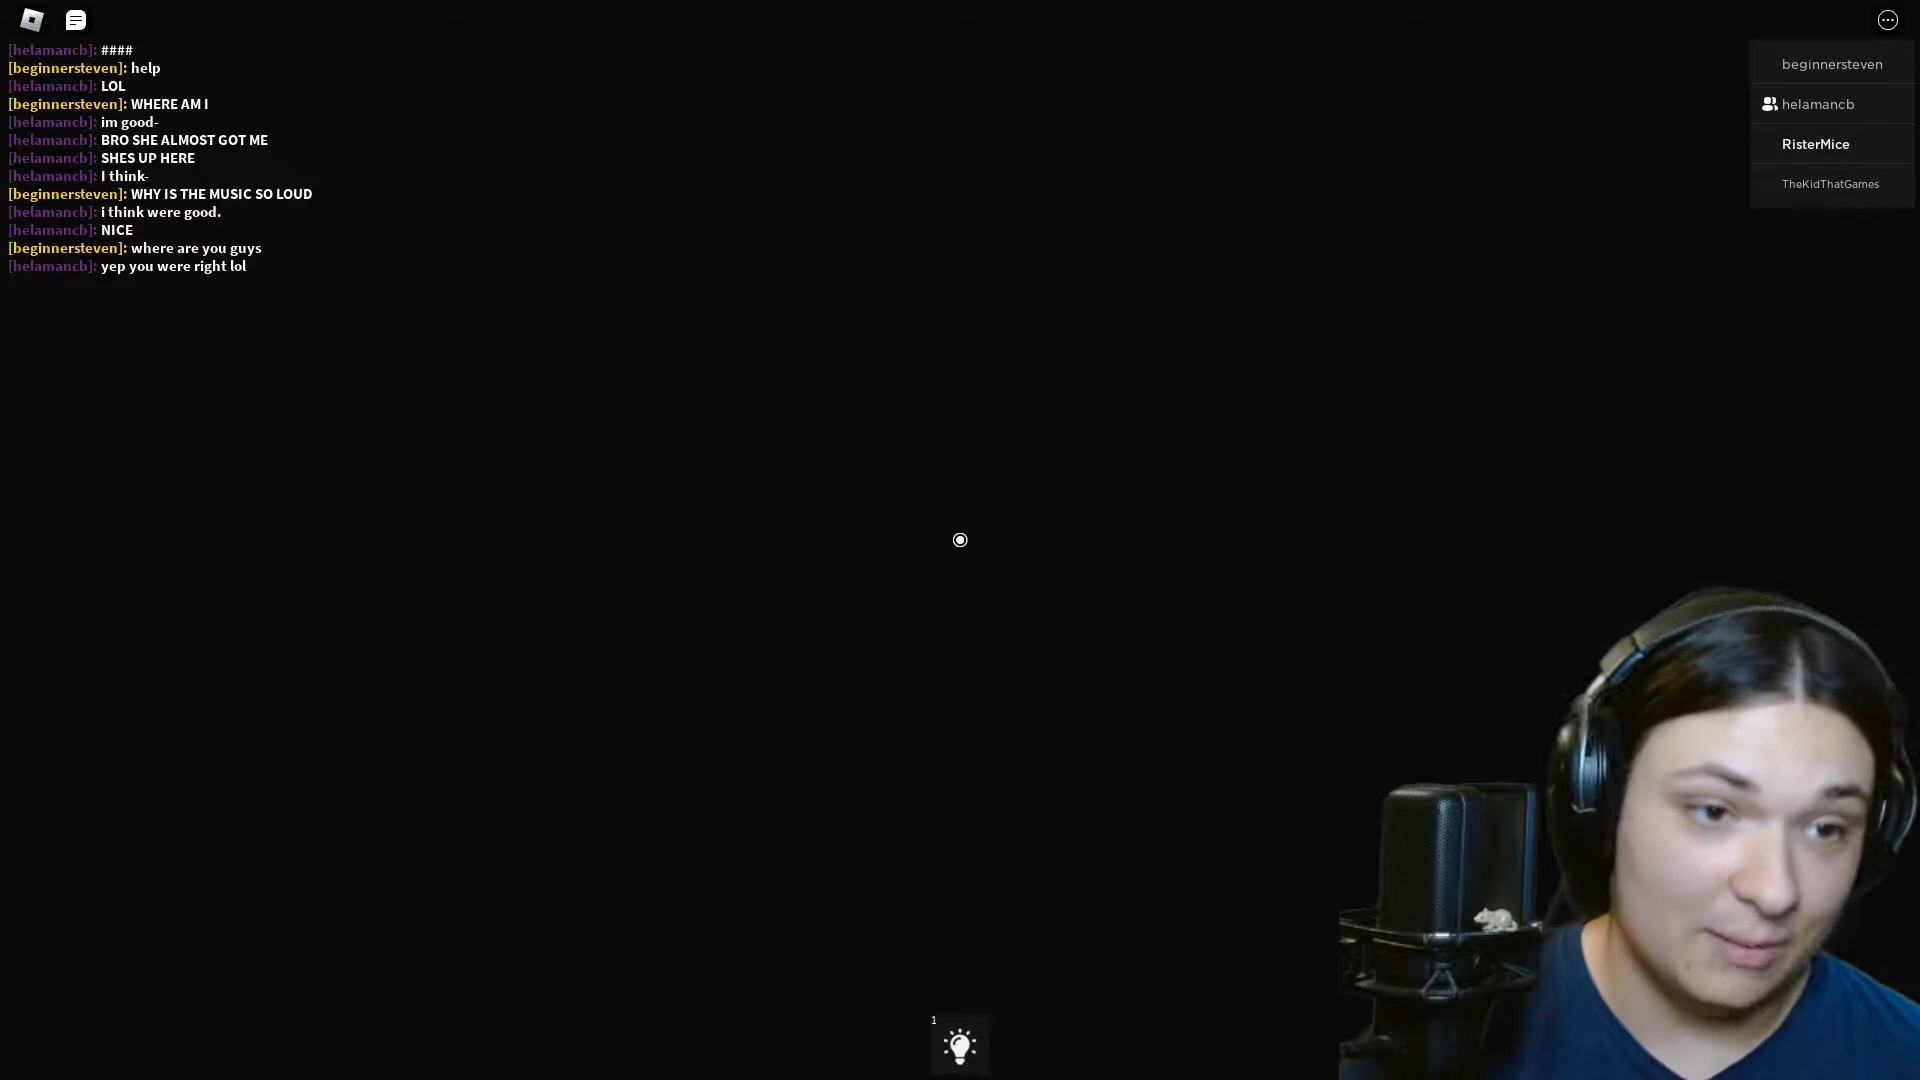 [helamancb]: ####
[beginnersteven]: help
[helamancb]: LOL
[beginnersteven]: WHERE AM I
[helamancb]: im good-
[helamancb]: BRO SHE ALMOST GOT ME
[helamancb]: SHES UP HERE
[helamancb]: I think-
[beginnersteven]: WHY IS THE MUSIC SO LOUD
[helamancb]: i think were good.
[helamancb]: NICE
[beginnersteven]: where are you guys
[helamancb]: yep you were right lol
beginnersteven
helamancb
RisterMice
TheKidThatGames
1